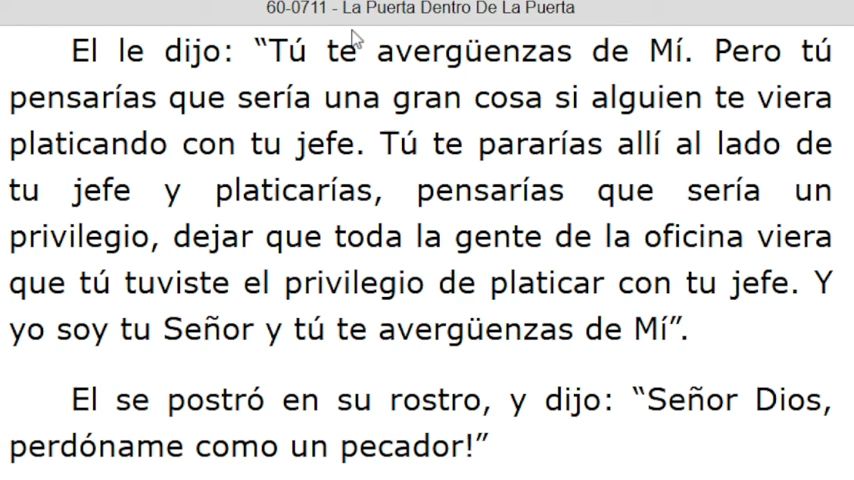 60-0711 - La Puerta Dentro De La Puerta
El le dijo: “Tú te avergüenzas de Mí. Pero tú
pensarías que sería una gran cosa si alguien te viera
platicando con tu jefe. Tú te pararías allí al lado de
tu jefe y platicarías, pensarías que sería un
privilegio, dejar que toda la gente de la oficina viera
que tú tuviste el privilegio de platicar con tu jefe. Y
yo soy tu Señor y tú te avergüenzas de Mí”.
El se postró en su rostro, y dijo: “Señor Dios,
perdóname como un pecador!”